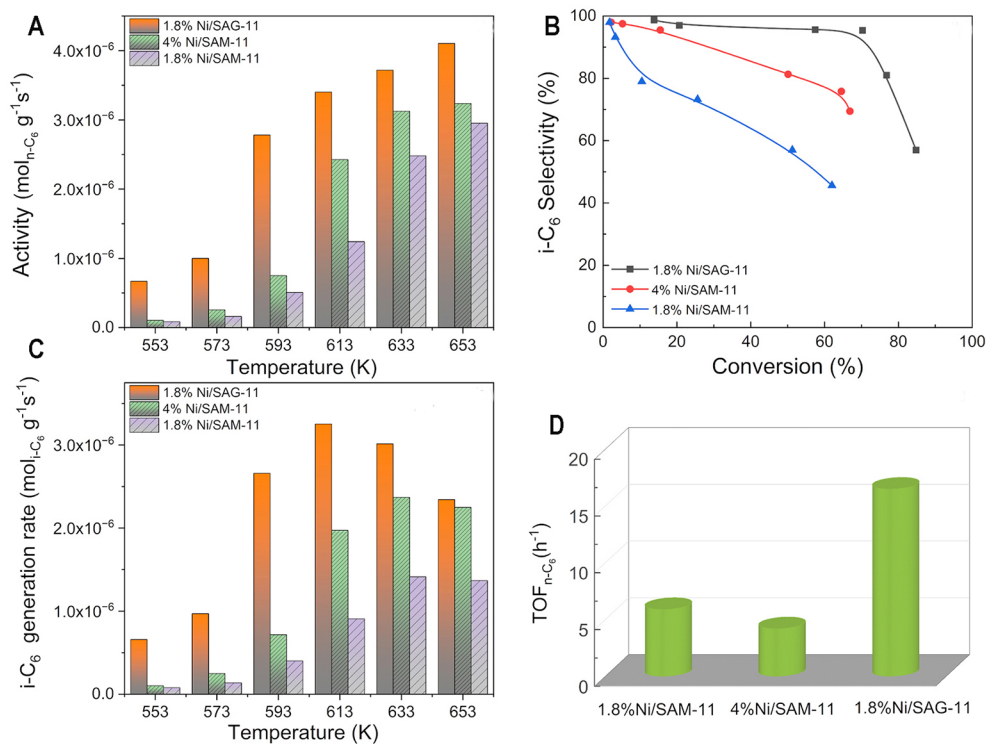 A
1.8% Ni/SAG-11
4% Ni/SAM-11
1.8% Ni/SAM-11
Activity (mol_n-C6 g⁻¹s⁻¹)
4.0x10⁻⁶
3.0x10⁻⁶
2.0x10⁻⁶
1.0x10⁻⁶
0.0
553 573 593 613 633 653
Temperature (K)
B
i-C₆ Selectivity (%)
100
80
60
40
20
0
1.8% Ni/SAG-11
4% Ni/SAM-11
1.8% Ni/SAM-11
0 20 40 60 80 100
Conversion (%)
C
1.8% Ni/SAG-11
4% Ni/SAM-11
1.8% Ni/SAM-11
i-C₆ generation rate (mol_i-C6 g⁻¹s⁻¹)
3.0x10⁻⁶
2.0x10⁻⁶
1.0x10⁻⁶
0.0
553 573 593 613 633 653
Temperature (K)
D
TOF_n-C6(h⁻¹)
20
15
10
5
0
1.8%Ni/SAM-11 4%Ni/SAM-11 1.8%Ni/SAG-11